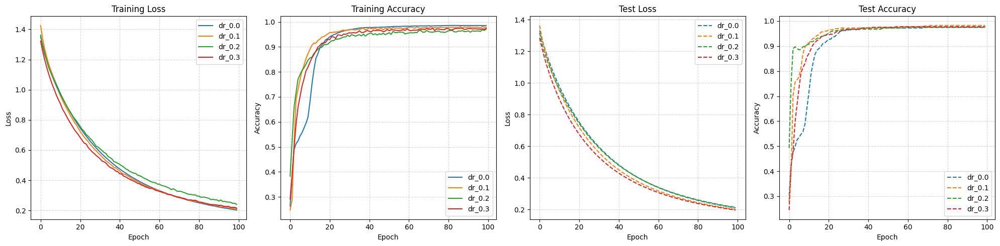 Training Loss
1.4
1.2
1.0
0.8
0.6
0.4
0.2
Loss
0 20 40 60 80 100
Epoch
dr_0.0
dr_0.1
dr_0.2
dr_0.3
Training Accuracy
1.0
0.9
0.8
0.7
0.6
0.5
0.4
0.3
Accuracy
0 20 40 60 80 100
Epoch
dr_0.0
dr_0.1
dr_0.2
dr_0.3
Test Loss
1.4
1.2
1.0
0.8
0.6
0.4
0.2
Loss
0 20 40 60 80 100
Epoch
dr_0.0
dr_0.1
dr_0.2
dr_0.3
Test Accuracy
1.0
0.9
0.8
0.7
0.6
0.5
0.4
0.3
Accuracy
0 20 40 60 80 100
Epoch
dr_0.0
dr_0.1
dr_0.2
dr_0.3